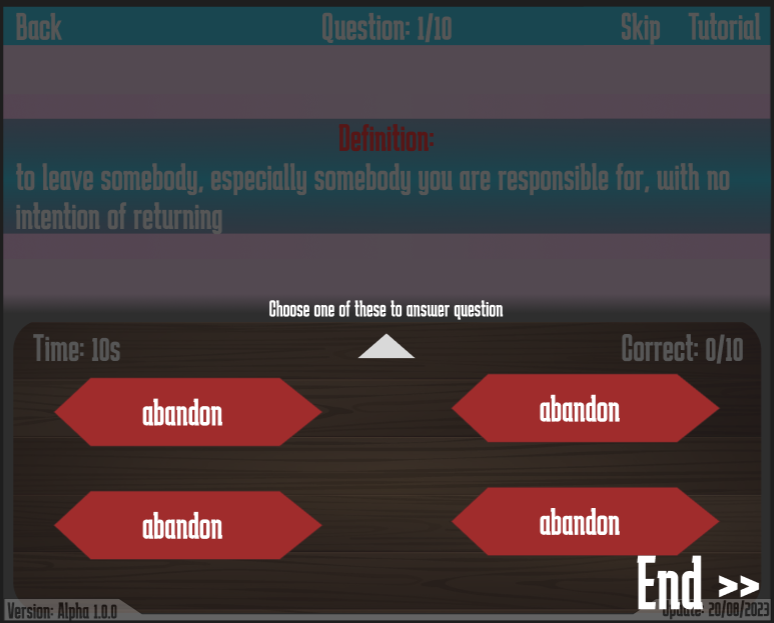 Back Question: 1/10 Skip Tutorial
Definition:
to leave somebody, especially somebody you are responsible for, with no
intention of returning
Choose one of these to answer question
Time: 10s Correct: 0/10
abandon abandon
abandon abandon
End >>
Version: Alpha 1.0.0 Update: 20/08/2023